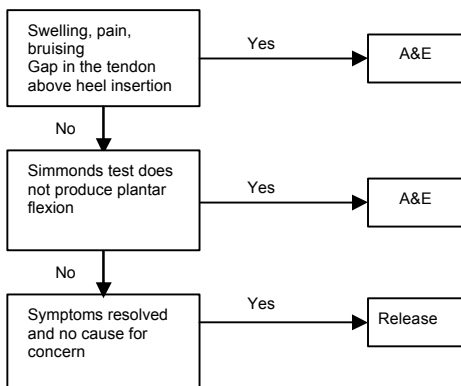 Swelling, pain,
bruising
Gap in the tendon
above heel insertion
Yes
A&E
No
Simmonds test does
not produce plantar
flexion
Yes
A&E
No
Symptoms resolved
and no cause for
concern
Yes
Release